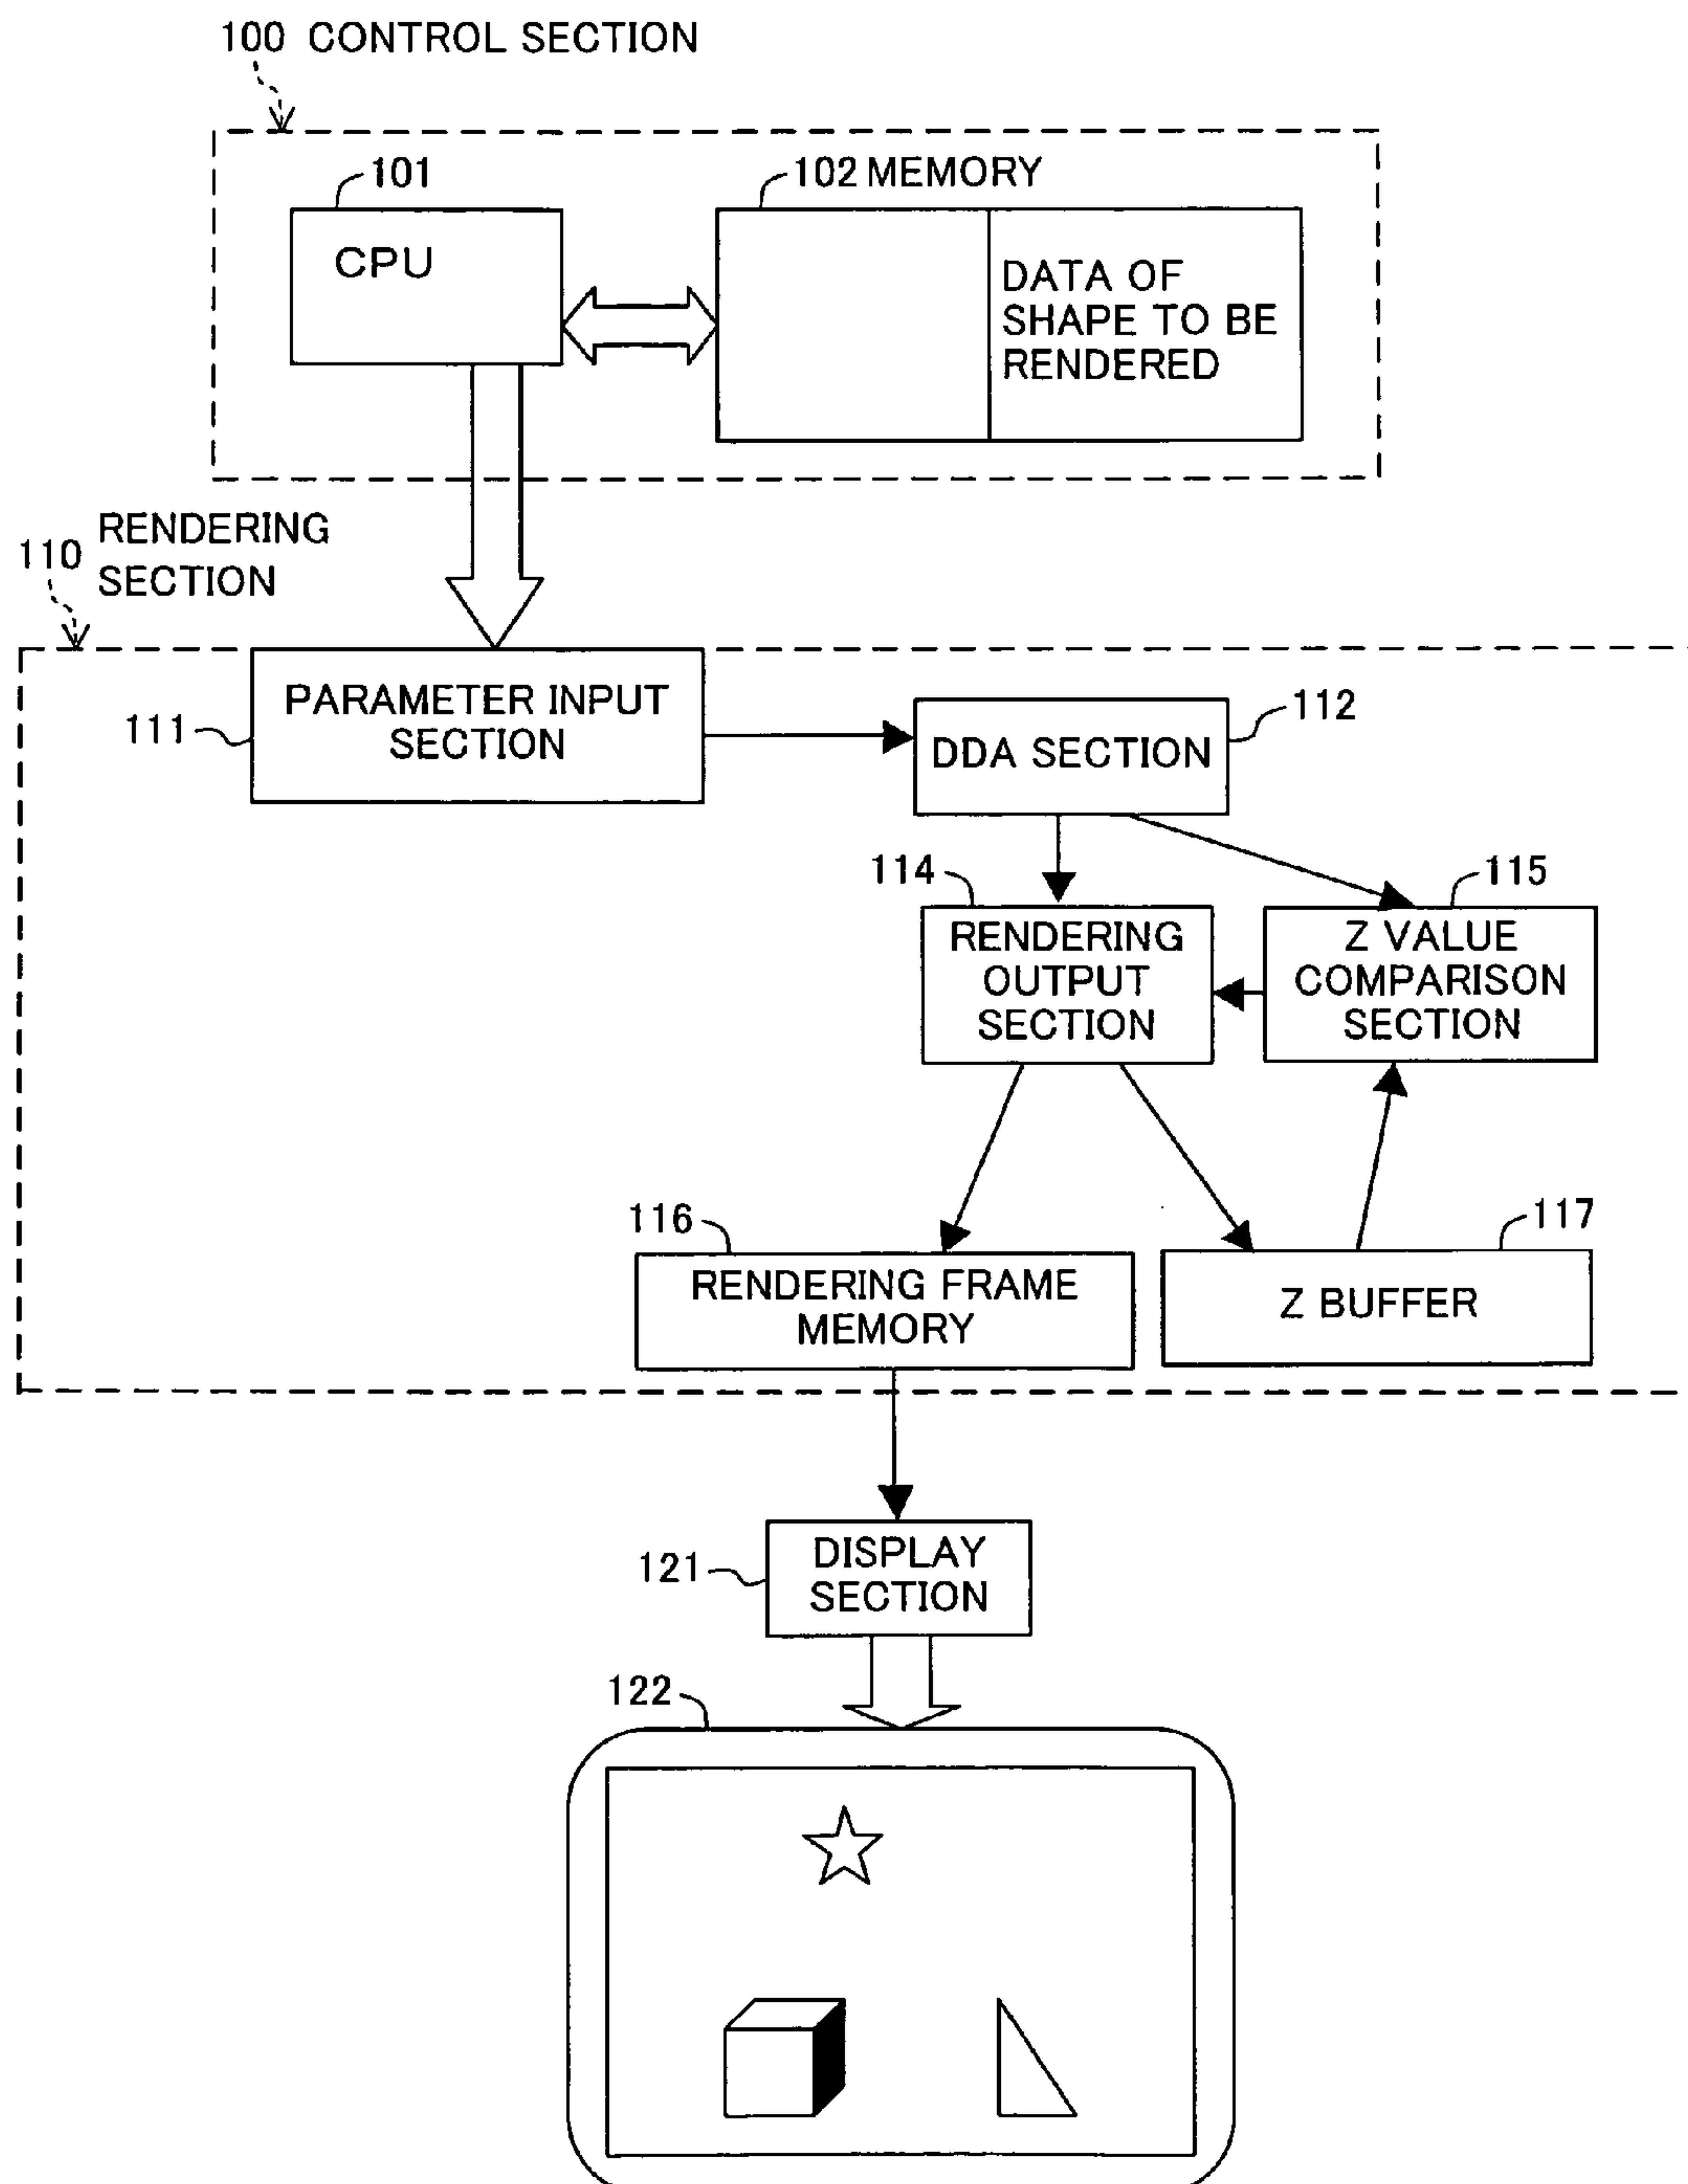 100 CONTROL SECTION
101
102 MEMORY
CPU
DATA OF
SHAPE TO BE
RENDERED
110
RENDERING
SECTION
111
PARAMETER INPUT
SECTION
112
DDA SECTION
114
115
RENDERING
OUTPUT
SECTION
Z VALUE
COMPARISON
SECTION
116
117
RENDERING FRAME
MEMORY
Z BUFFER
121
DISPLAY
SECTION
122